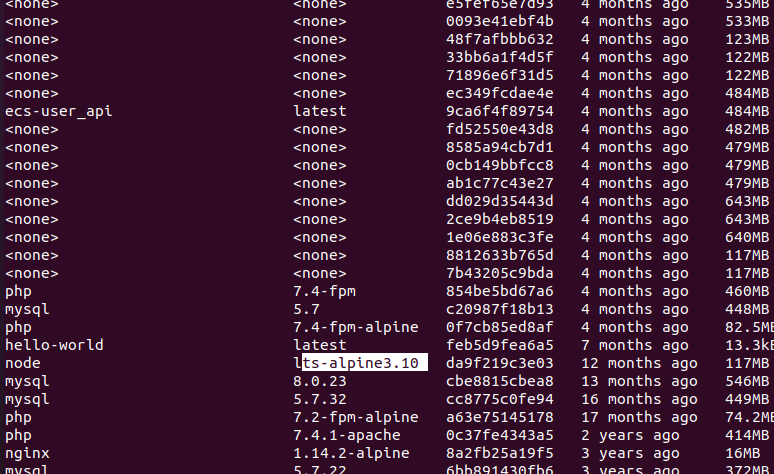 <none> <none> e5fef65e7d93 4 months ago 535MB
<none> <none> 0093e41ebf4b 4 months ago 533MB
<none> <none> 48f7afbbb632 4 months ago 123MB
<none> <none> 33bb6a1f4d5f 4 months ago 122MB
<none> <none> 71896e6f31d5 4 months ago 122MB
<none> <none> ec349fcdae4e 4 months ago 484MB
ecs-user_api latest 9ca6f4f89754 4 months ago 484MB
<none> <none> fd52550e43d8 4 months ago 482MB
<none> <none> 8585a94cb7d1 4 months ago 479MB
<none> <none> 0cb149bbfcc8 4 months ago 479MB
<none> <none> ab1c77c43e27 4 months ago 479MB
<none> <none> dd029d35443d 4 months ago 643MB
<none> <none> 2ce9b4eb8519 4 months ago 643MB
<none> <none> 1e06e883c3fe 4 months ago 640MB
<none> <none> 8812633b765d 4 months ago 117MB
<none> <none> 7b43205c9bda 4 months ago 117MB
php 7.4-fpm 854be5bd67a6 4 months ago 460MB
mysql 5.7 c20987f18b13 4 months ago 448MB
php 7.4-fpm-alpine 0f7cb85ed8af 4 months ago 82.5MB
hello-world latest feb5d9fea6a5 7 months ago 13.3kB
node lts-alpine3.10 da9f219c3e03 12 months ago 117MB
mysql 8.0.23 cbe8815cbea8 13 months ago 546MB
mysql 5.7.32 cc8775c0fe94 16 months ago 449MB
php 7.2-fpm-alpine a63e75145178 17 months ago 74.2MB
php 7.4.1-apache 0c37fe4343a5 2 years ago 414MB
nginx 1.14.2-alpine 8a2fb25a19f5 3 years ago 16MB
mysql 5.7.22 6bb891430fb6 3 years ago 372MB